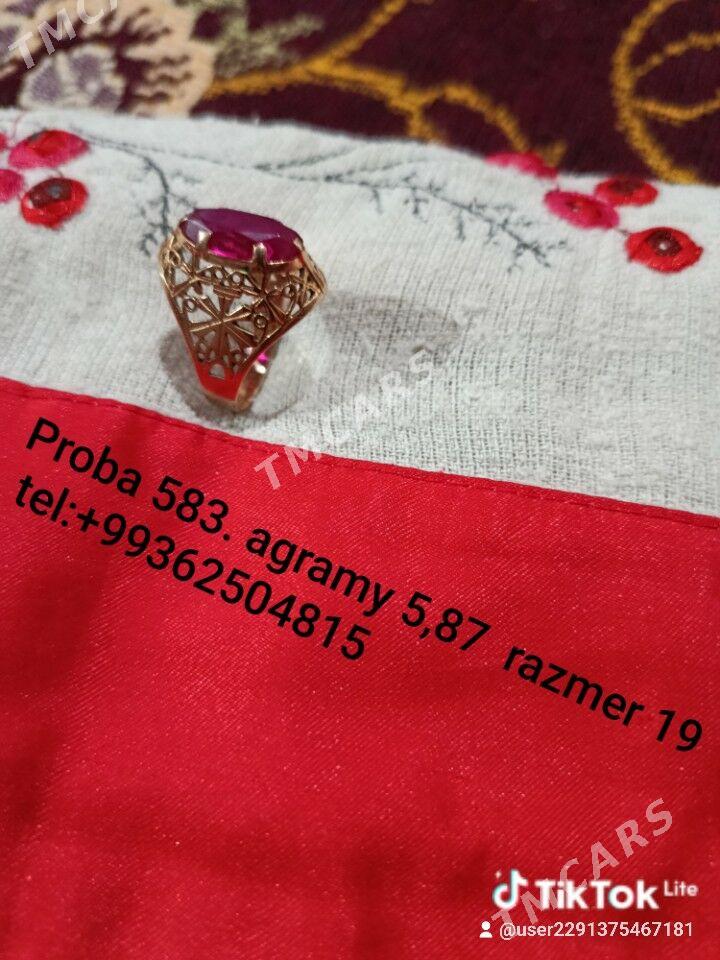 TMCARS
Proba 583. agramy 5,87 razmer 19
tel:+99362504815
TMCARS
TMCARS
TikTok Lite
@user2291375467181